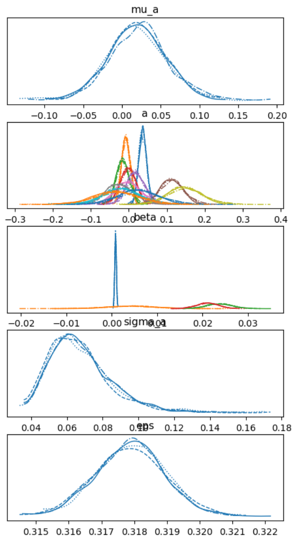 mu_a
−0.10 −0.05 0.00 0.05 0.10 0.15 0.20
a
−0.3 −0.2 −0.1 0.0 0.1 0.2 0.3 0.4
beta
−0.02 −0.01 0.00 0.01 0.02 0.03
sigma_a
0.04 0.06 0.08 0.10 0.12 0.14 0.16 0.18
eps
0.315 0.316 0.317 0.318 0.319 0.320 0.321 0.322